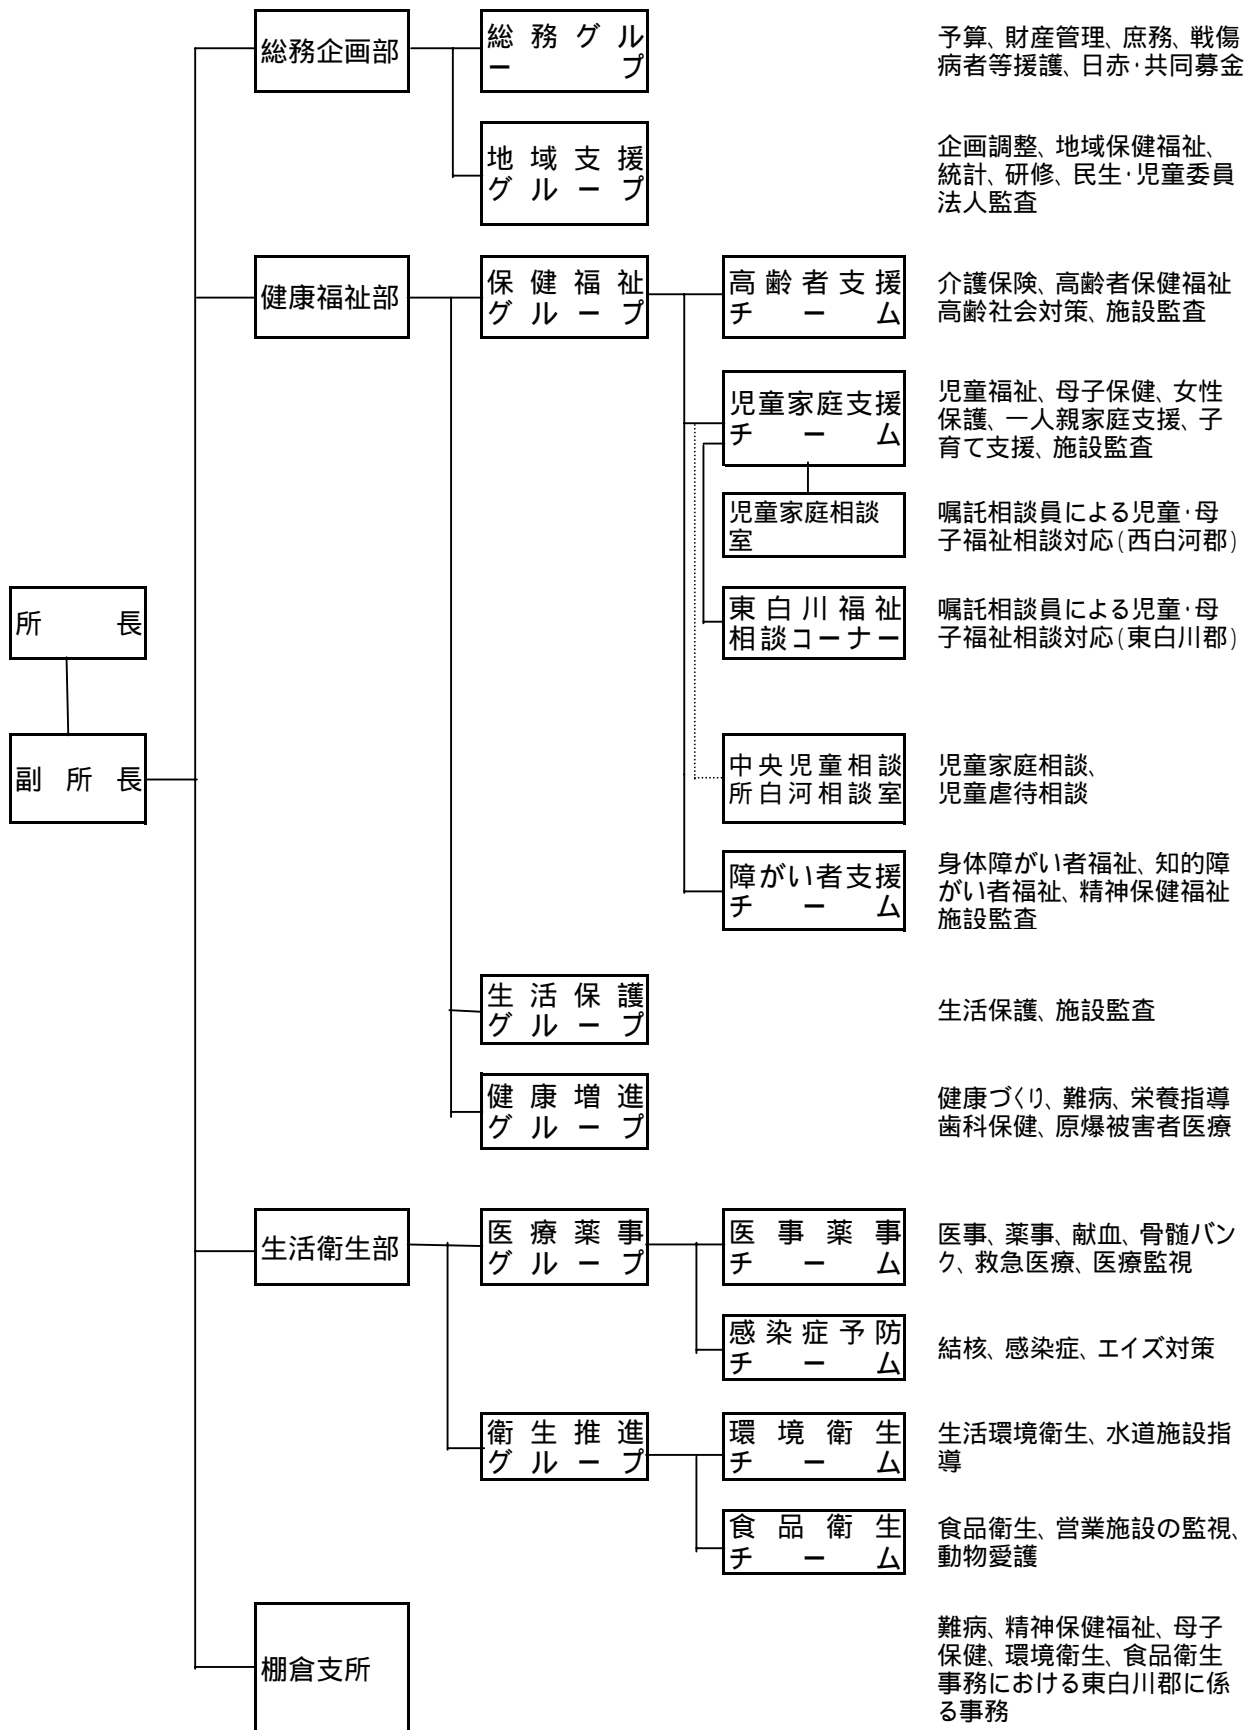 総務企画部
総務グル
ープ
予算、財産管理、庶務、戦傷
病者等援護、日赤・共同募金
地域支援
グループ
企画調整、地域保健福祉、
統計、研修、民生・児童委員
法人監査
健康福祉部
保健福祉
グループ
高齢者支援
チーム
介護保険、高齢者保健福祉
高齢社会対策、施設監査
児童家庭支援
チーム
児童福祉、母子保健、女性
保護、一人親家庭支援、子
育て支援、施設監査
児童家庭相談
室
嘱託相談員による児童・母
子福祉相談対応(西白河郡)
所長
東白川福祉
相談コーナー
嘱託相談員による児童・母
子福祉相談対応(東白川郡)
副所長
中央児童相談
所白河相談室
児童家庭相談、
児童虐待相談
障がい者支援
チーム
身体障がい者福祉、知的障
がい者福祉、精神保健福祉
施設監査
生活保護
グループ
生活保護、施設監査
健康増進
グループ
健康づくり、難病、栄養指導
歯科保健、原爆被害者医療
生活衛生部
医療薬事
グループ
医事薬事
チーム
医事、薬事、献血、骨髄バン
ク、救急医療、医療監視
感染症予防
チーム
結核、感染症、エイズ対策
衛生推進
グループ
環境衛生
チーム
生活環境衛生、水道施設指
導
食品衛生
チーム
食品衛生、営業施設の監視、
動物愛護
棚倉支所
難病、精神保健福祉、母子
保健、環境衛生、食品衛生
事務における東白川郡に係
る事務